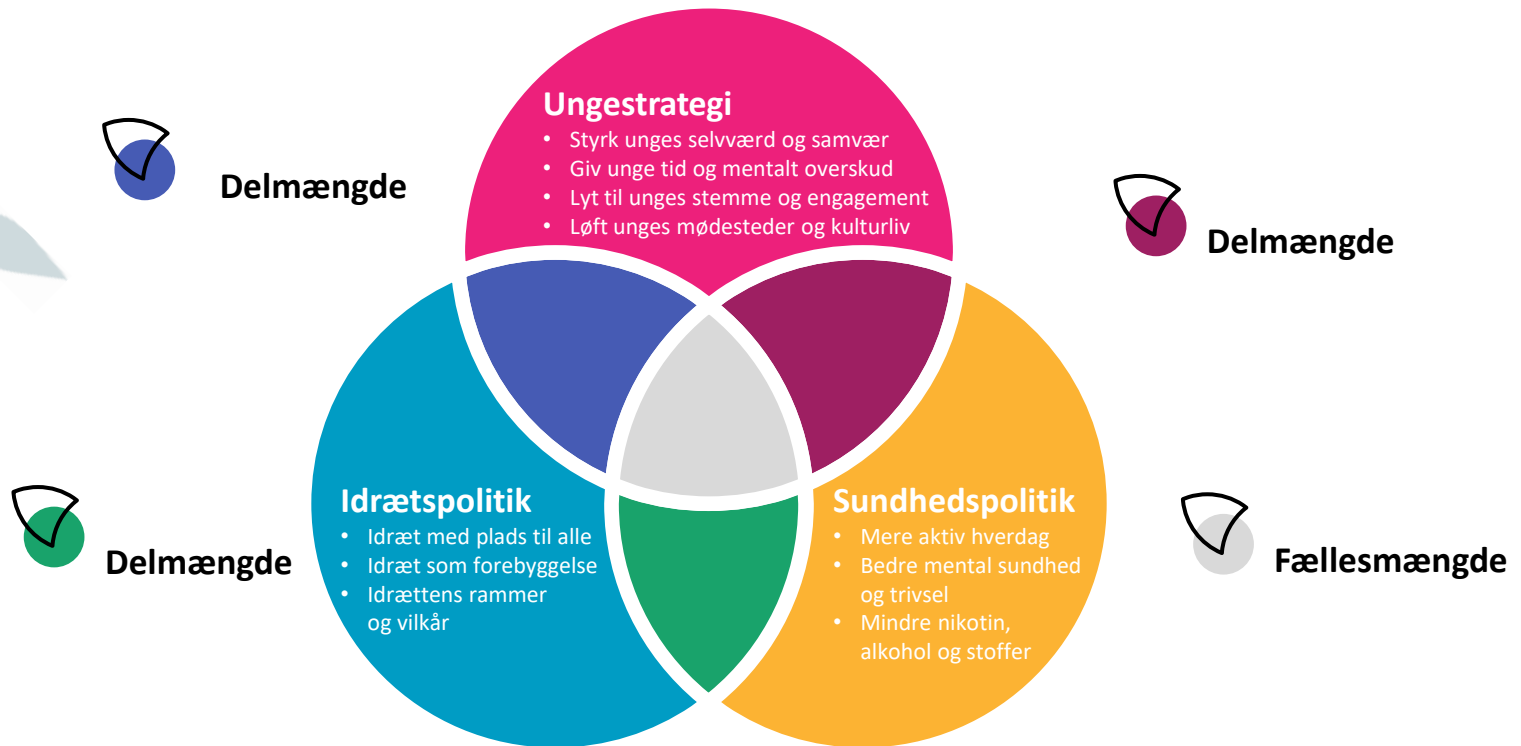 Ungestrategi
• Styrk unges selvværd og samvær
• Giv unge tid og mentalt overskud
• Lyt til unges stemme og engagement
• Løft unges mødesteder og kulturliv
Delmængde
Delmængde
Idrætspolitik
• Idræt med plads til alle
• Idræt som forebyggelse
• Idrættens rammer
og vilkår
Sundhedspolitik
• Mere aktiv hverdag
• Bedre mental sundhed
og trivsel
• Mindre nikotin,
alkohol og stoffer
Delmængde
Fællesmængde